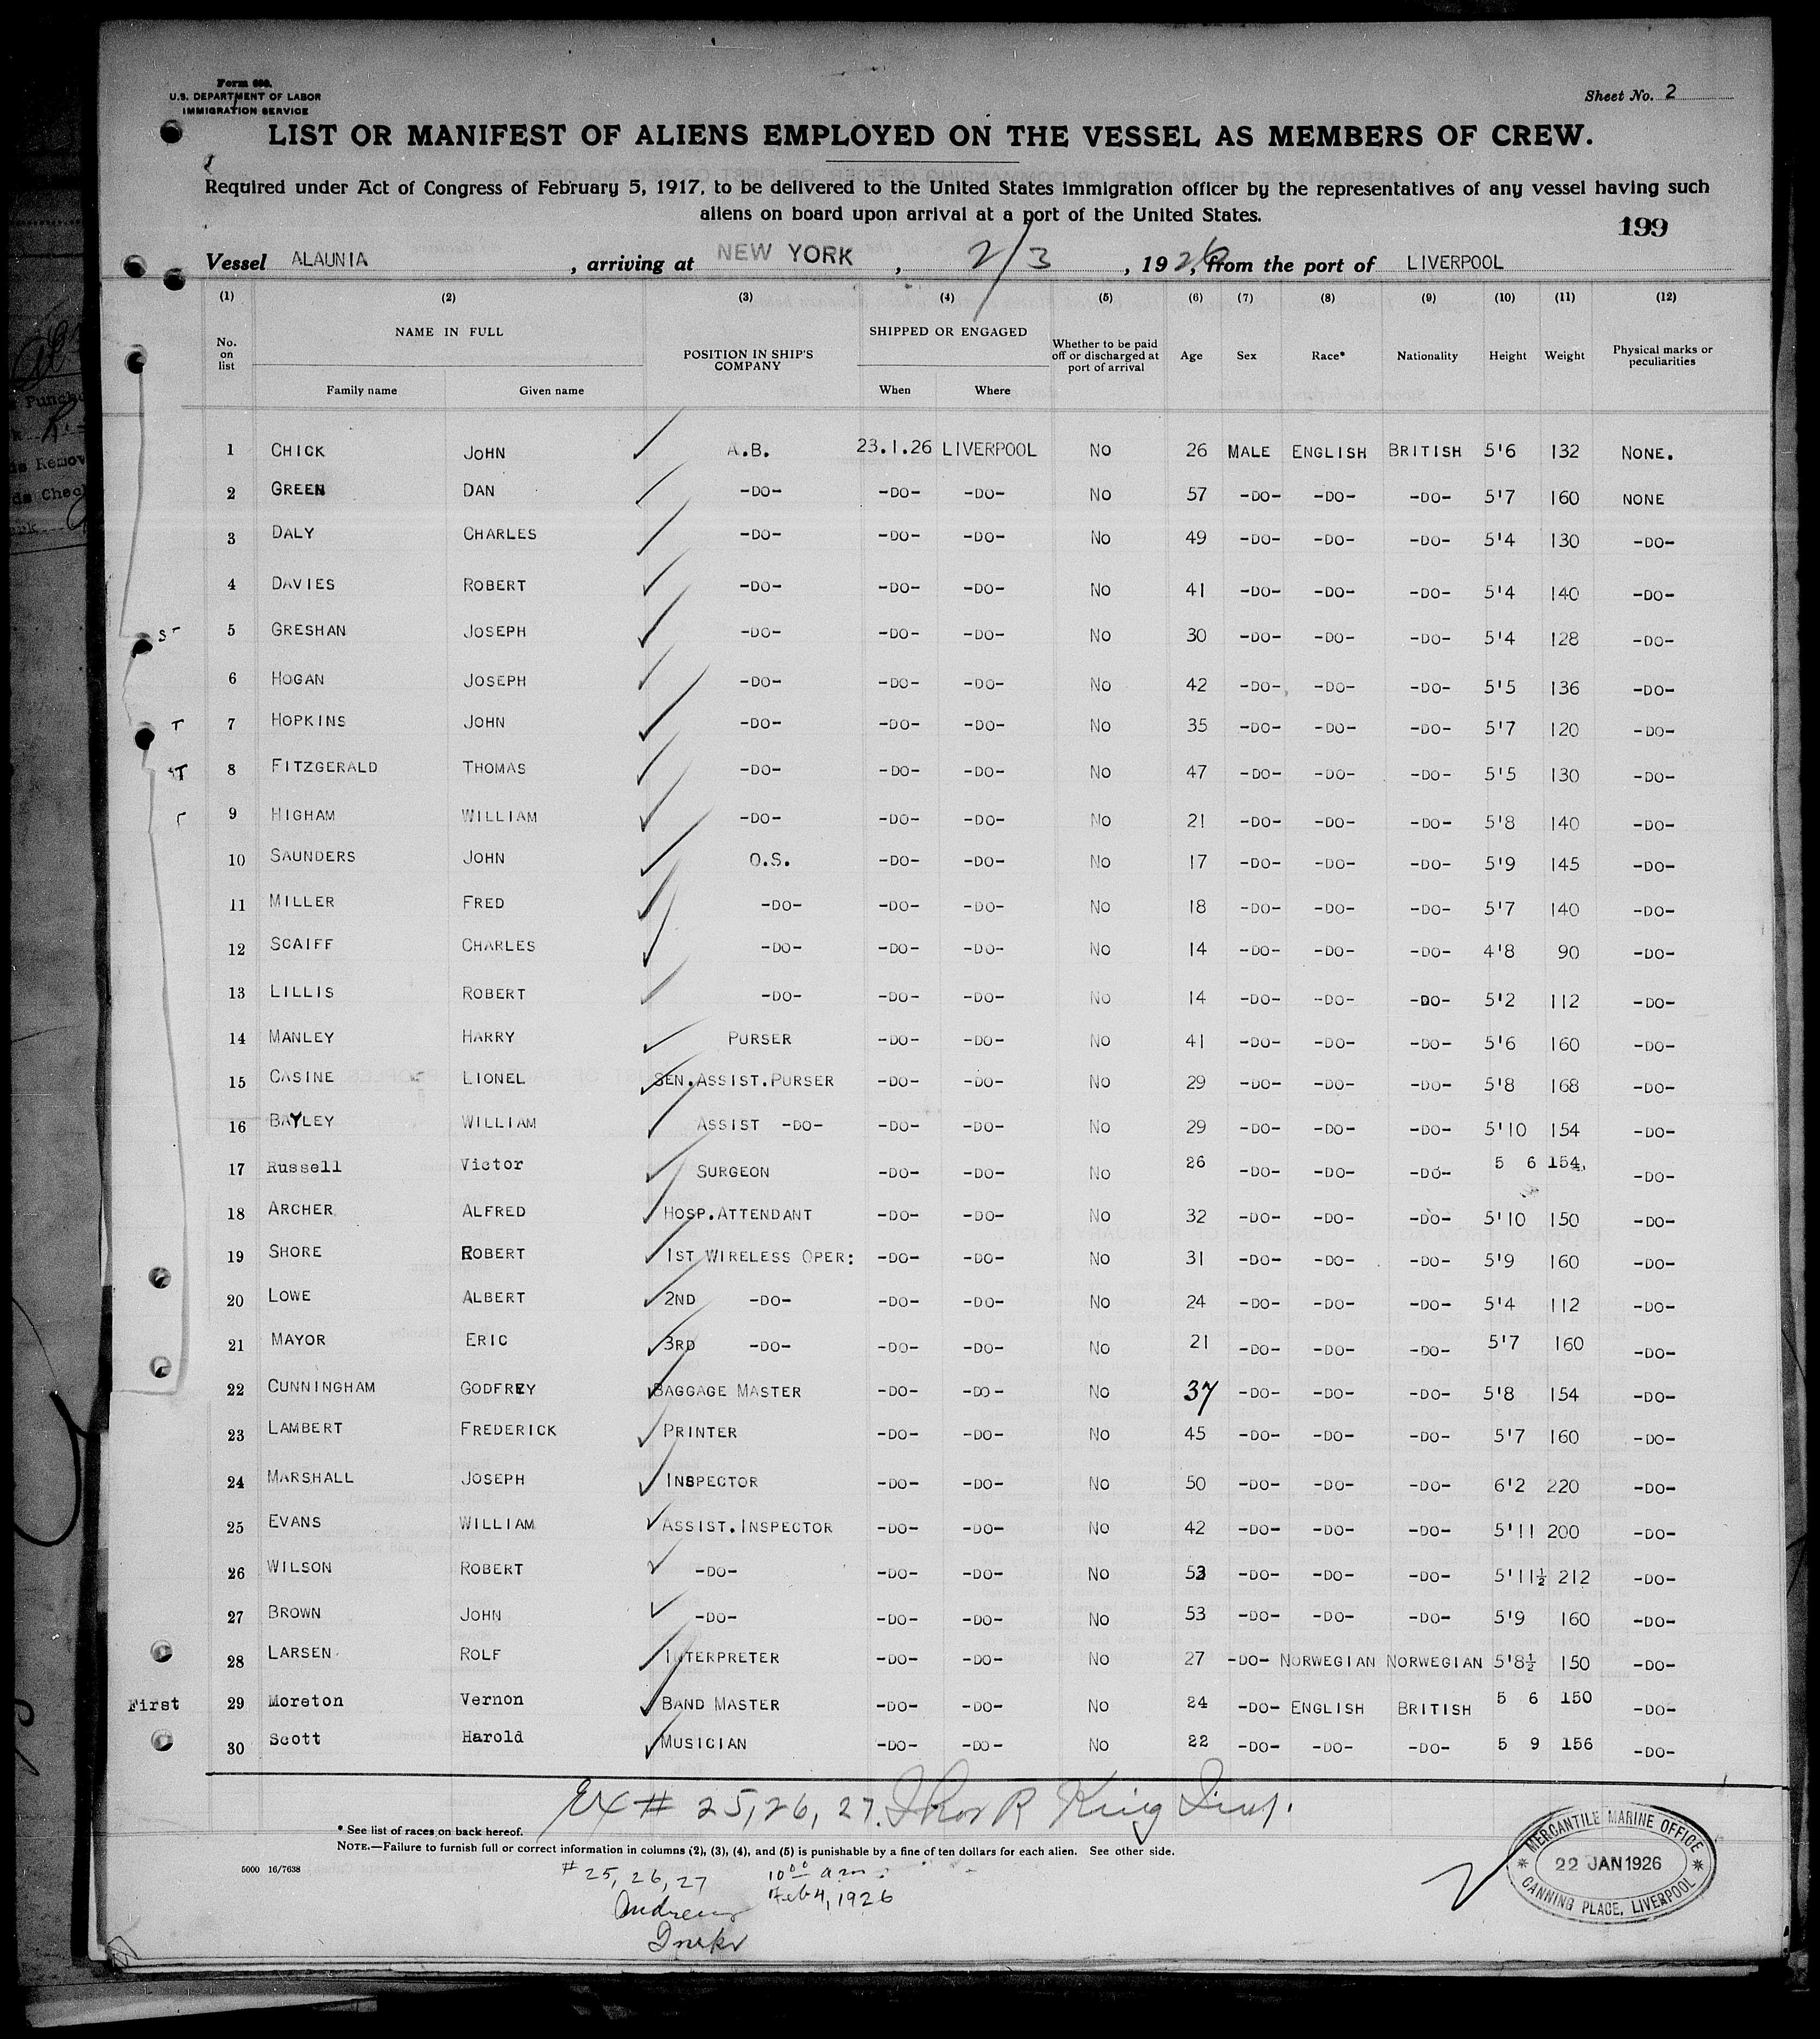 Form 680.
U.S. DEPARTMENT OF LABOR
IMMIGRATION SERVICE
Sheet No. 2
LIST OR MANIFEST OF ALIENS EMPLOYED ON THE VESSEL AS MEMBERS OF CREW.
Required under Act of Congress of February 5, 1917, to be delivered to the United States immigration officer by the representatives of any vessel having such
aliens on board upon arrival at a port of the United States.
199
Vessel ALAUNIA, arriving at NEW YORK, 2/3, 1926, from the port of LIVERPOOL
(1) (2) (3) (4) (5) (6) (7) (8) (9) (10) (11) (12)
No. on list NAME IN FULL Family name Given name POSITION IN SHIP'S COMPANY SHIPPED OR ENGAGED When Where Whether to be paid off or discharged at port of arrival Age Sex Race* Nationality Height Weight Physical marks or peculiarities
1 CHICK JOHN A.B. 23.1.26 LIVERPOOL NO 26 MALE ENGLISH BRITISH 5'6 132 NONE.
2 GREEN DAN -DO- -DO- -DO- NO 57 -DO- -DO- -DO- 5'7 160 NONE
3 DALY CHARLES -DO- -DO- -DO- NO 49 -DO- -DO- -DO- 5'4 130 -DO-
4 DAVIES ROBERT -DO- -DO- -DO- NO 41 -DO- -DO- -DO- 5'4 140 -DO-
5 GRESHAN JOSEPH -DO- -DO- -DO- NO 30 -DO- -DO- -DO- 5'4 128 -DO-
6 HOGAN JOSEPH -DO- -DO- -DO- NO 42 -DO- -DO- -DO- 5'5 136 -DO-
T 7 HOPKINS JOHN -DO- -DO- -DO- NO 35 -DO- -DO- -DO- 5'7 120 -DO-
T 8 FITZGERALD THOMAS -DO- -DO- -DO- NO 47 -DO- -DO- -DO- 5'5 130 -DO-
9 HIGHAM WILLIAM -DO- -DO- -DO- NO 21 -DO- -DO- -DO- 5'8 140 -DO-
10 SAUNDERS JOHN O.S. -DO- -DO- NO 17 -DO- -DO- -DO- 5'9 145 -DO-
11 MILLER FRED -DO- -DO- -DO- NO 18 -DO- -DO- -DO- 5'7 140 -DO-
12 SCAIFF CHARLES -DO- -DO- -DO- NO 14 -DO- -DO- -DO- 4'8 90 -DO-
13 LILLIS ROBERT -DO- -DO- -DO- NO 14 -DO- -DO- -DO- 5'2 112 -DO-
14 MANLEY HARRY PURSER -DO- -DO- NO 41 -DO- -DO- -DO- 5'6 160 -DO-
15 CASINE LIONEL SEN.ASSIST.PURSER -DO- -DO- NO 29 -DO- -DO- -DO- 5'8 168 -DO-
16 BAYLEY WILLIAM ASSIST -DO- -DO- -DO- NO 29 -DO- -DO- -DO- 5'10 154 -DO-
17 Russell Victor SURGEON -DO- -DO- NO 26 -DO- -DO- -DO- 5 6 154, -DO-
18 ARCHER ALFRED HOSP.ATTENDANT -DO- -DO- NO 32 -DO- -DO- -DO- 5'10 150 -DO-
19 SHORE ROBERT 1ST WIRELESS OPER: -DO- -DO- NO 31 -DO- -DO- -DO- 5'9 160 -DO-
20 LOWE ALBERT 2ND -DO- -DO- -DO- NO 24 -DO- -DO- -DO- 5'4 112 -DO-
21 MAYOR ERIC 3RD -DO- -DO- -DO- NO 21 -DO- -DO- -DO- 5'7 160 -DO-
22 CUNNINGHAM GODFREY BAGGAGE MASTER -DO- -DO- NO 37 -DO- -DO- -DO- 5'8 154 -DO-
23 LAMBERT FREDERICK PRINTER -DO- -DO- NO 45 -DO- -DO- -DO- 5'7 160 -DO-
24 MARSHALL JOSEPH INSPECTOR -DO- -DO- NO 50 -DO- -DO- -DO- 6'2 220 -DO-
25 EVANS WILLIAM ASSIST.INSPECTOR -DO- -DO- NO 42 -DO- -DO- -DO- 5'11 200 -DO-
26 WILSON ROBERT -DO- -DO- -DO- NO 53 -DO- -DO- -DO- 5'11½ 212 -DO-
27 BROWN JOHN -DO- -DO- -DO- NO 53 -DO- -DO- -DO- 5'9 160 -DO-
28 LARSEN ROLF INTERPRETER -DO- -DO- NO 27 -DO- NORWEGIAN NORWEGIAN 5'8½ 150 -DO-
First 29 Moreton Vernon BAND MASTER -DO- -DO- NO 24 -DO- ENGLISH BRITISH 5 6 150 -DO-
30 Scott Harold MUSICIAN -DO- -DO- NO 22 -DO- -DO- -DO- 5 9 156 -DO-
Ex # 25, 26, 27. Thos R King Insp.
* See list of races on back hereof.
NOTE.—Failure to furnish full or correct information in columns (2), (3), (4), and (5) is punishable by a fine of ten dollars for each alien. See other side.
5000 16/7638
# 25, 26, 27 10 00 a m
Feb 4, 1926
Andrews
MERCANTILE MARINE OFFICE
* 22 JAN 1926 *
CANNING PLACE, LIVERPOOL